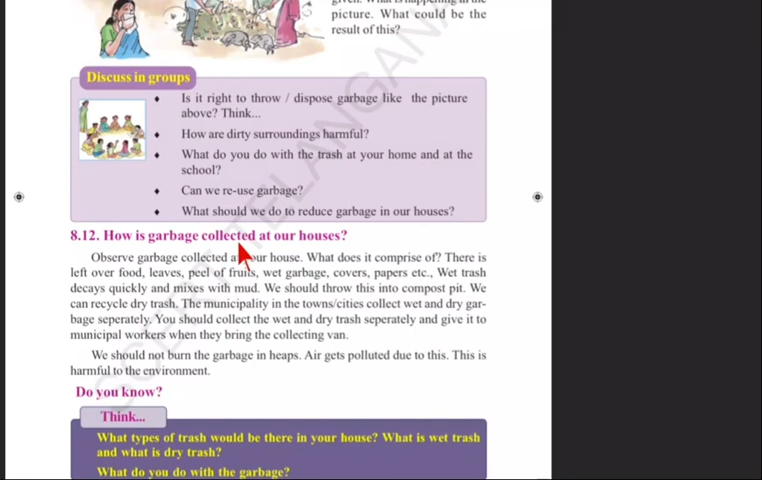 picture. What could be the
result of this?
Discuss in groups
♦ Is it right to throw / dispose garbage like the picture
above? Think...
♦ How are dirty surroundings harmful?
♦ What do you do with the trash at your home and at the
school?
♦ Can we re-use garbage?
♦ What should we do to reduce garbage in our houses?
8.12. How is garbage collected at our houses?
Observe garbage collected your house. What does it comprise of? There is
left over food, leaves, peel of fruits, wet garbage, covers, papers etc., Wet trash
decays quickly and mixes with mud. We should throw this into compost pit. We
can recycle dry trash. The municipality in the towns/cities collect wet and dry gar-
bage seperately. You should collect the wet and dry trash seperately and give it to
municipal workers when they bring the collecting van.
We should not burn the garbage in heaps. Air gets polluted due to this. This is
harmful to the environment.
Do you know?
Think...
What types of trash would be there in your house? What is wet trash
and what is dry trash?
What do you do with the garbage?